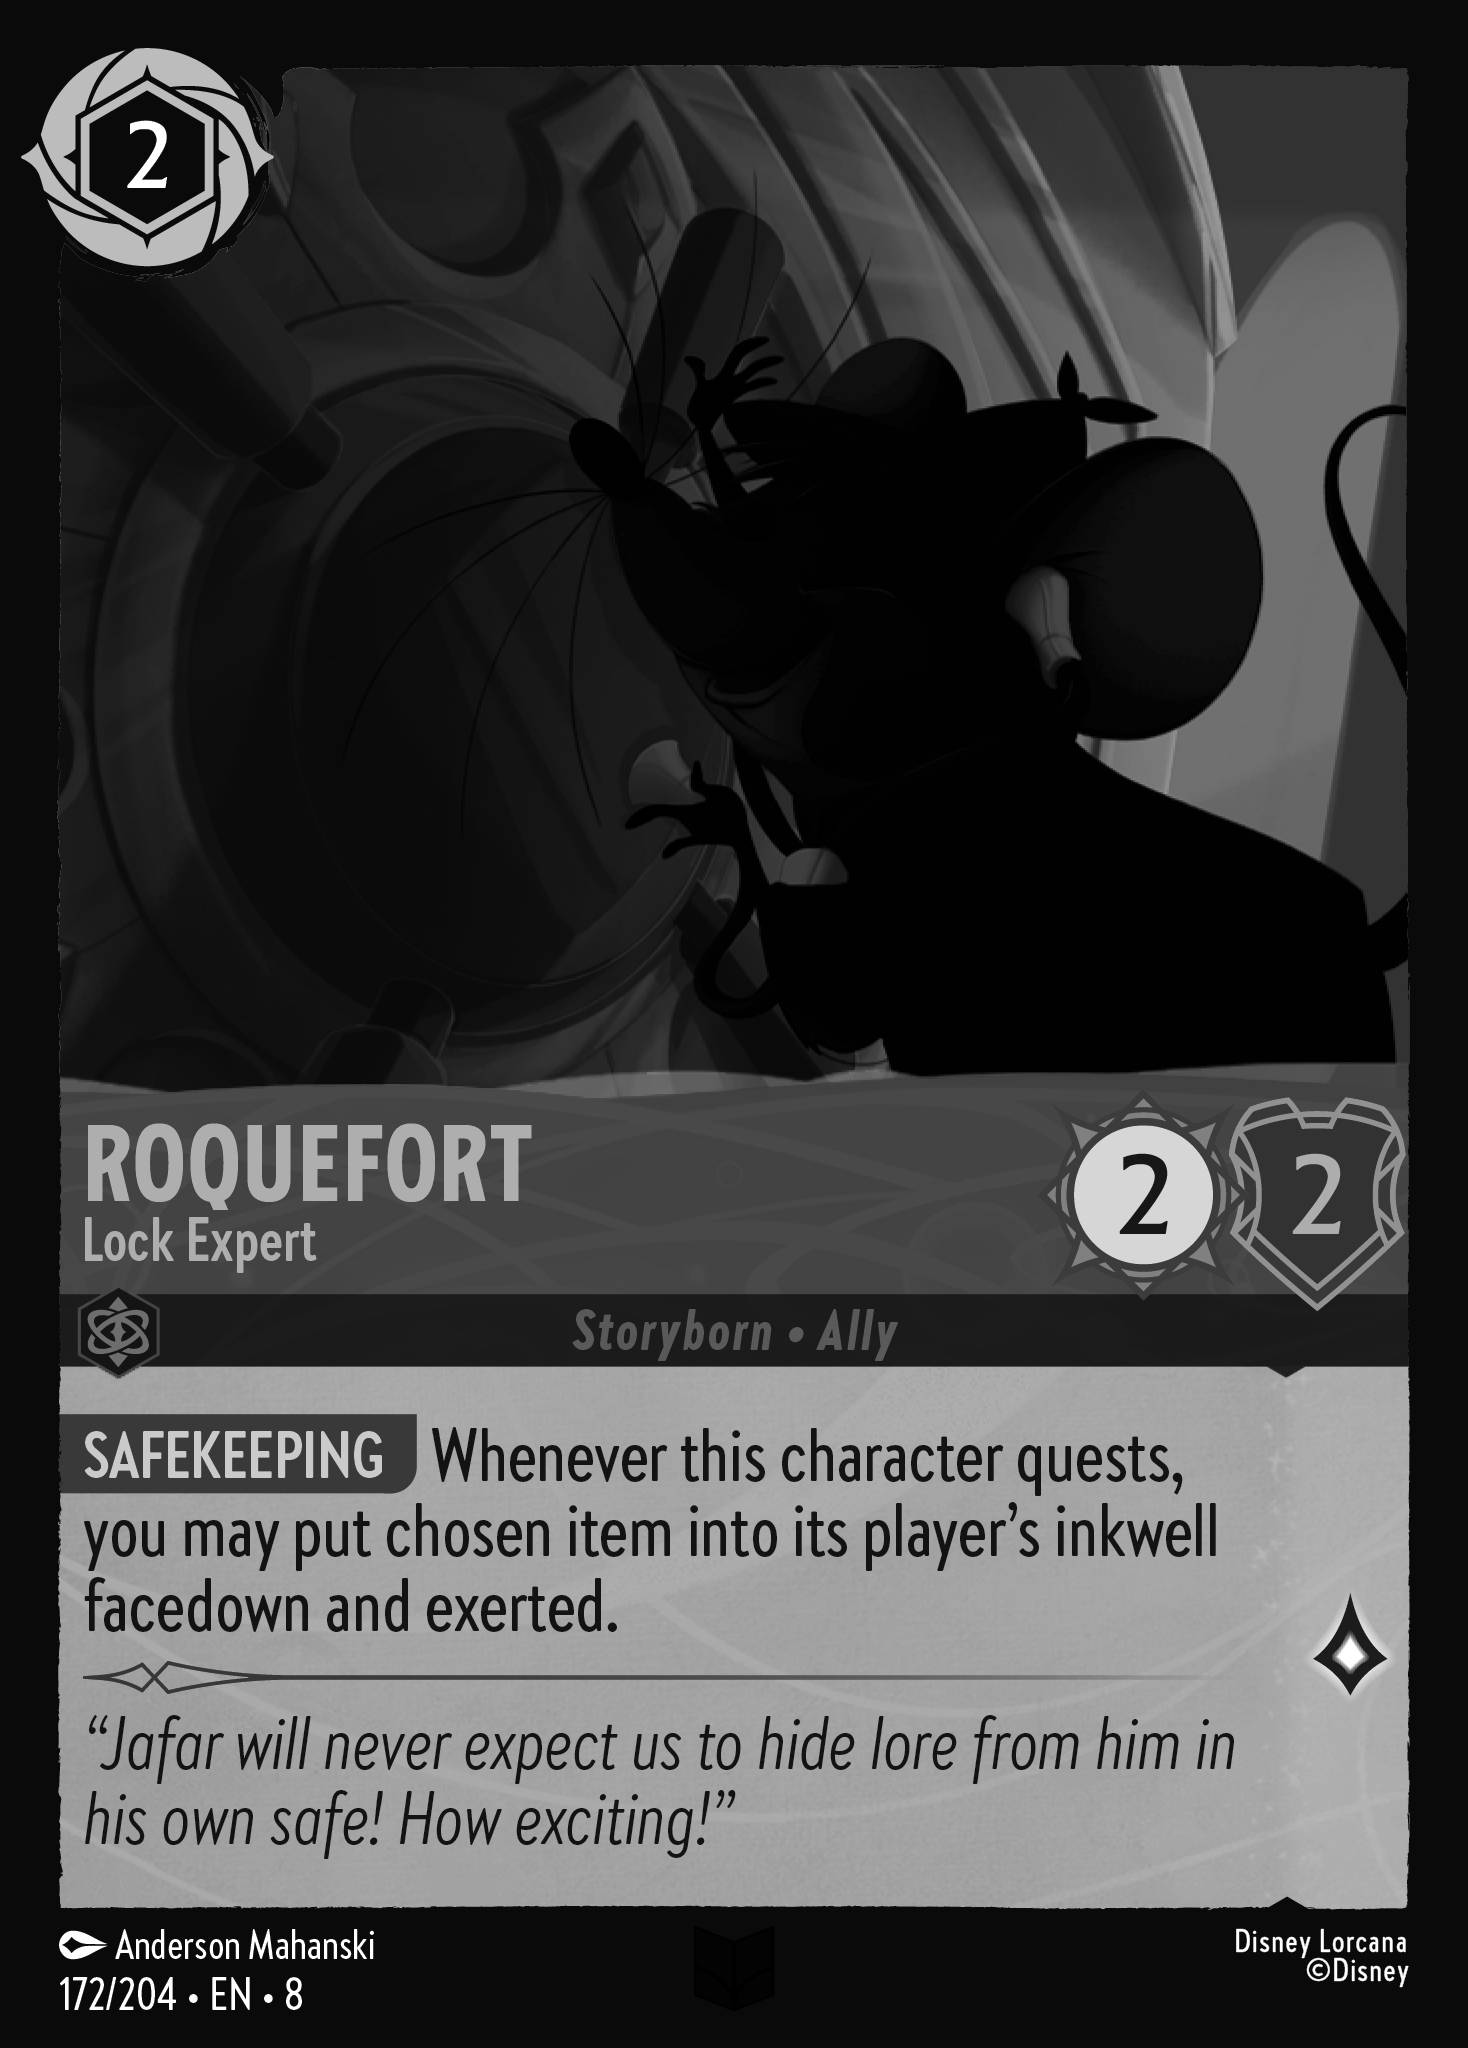 2
ROQUEFORT
Lock Expert
2 2
Storyborn • Ally
SAFEKEEPING Whenever this character quests,
you may put chosen item into its player’s inkwell
facedown and exerted.
“Jafar will never expect us to hide lore from him in
his own safe! How exciting!”
Anderson Mahanski
172/204 • EN • 8
Disney Lorcana
©Disney